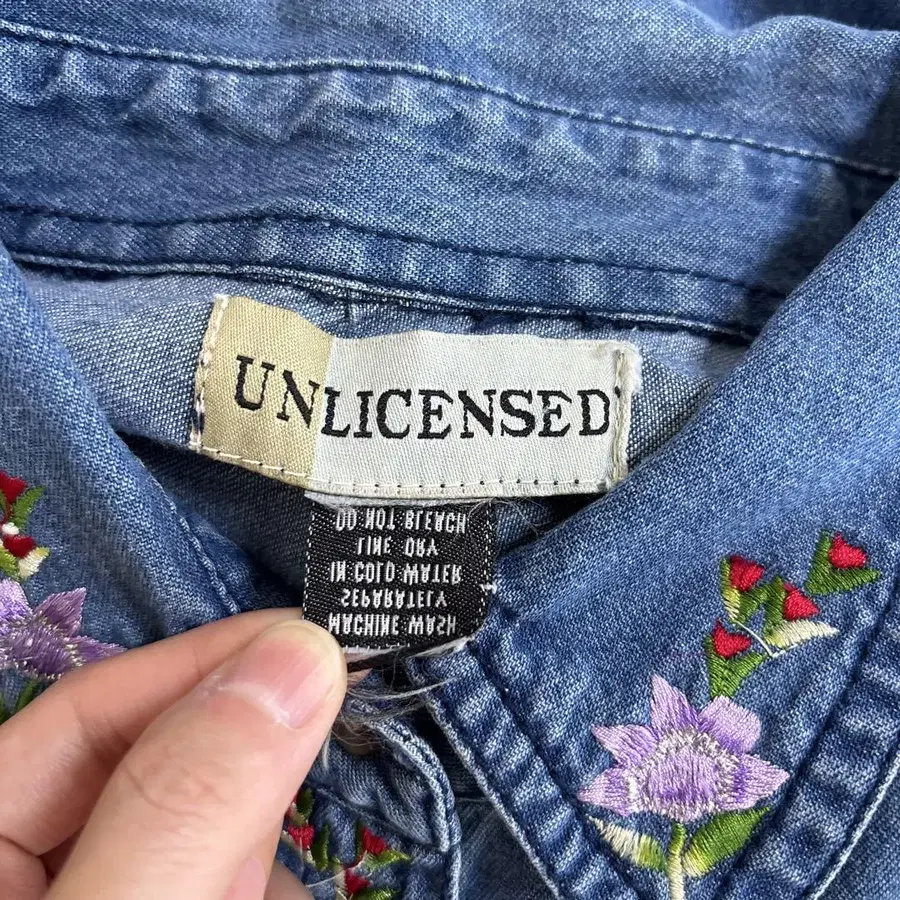 UNLICENSED
MACHINE WASH
SEPARATELY
IN COLD WATER
LINE DRY
DO NOT BLEACH